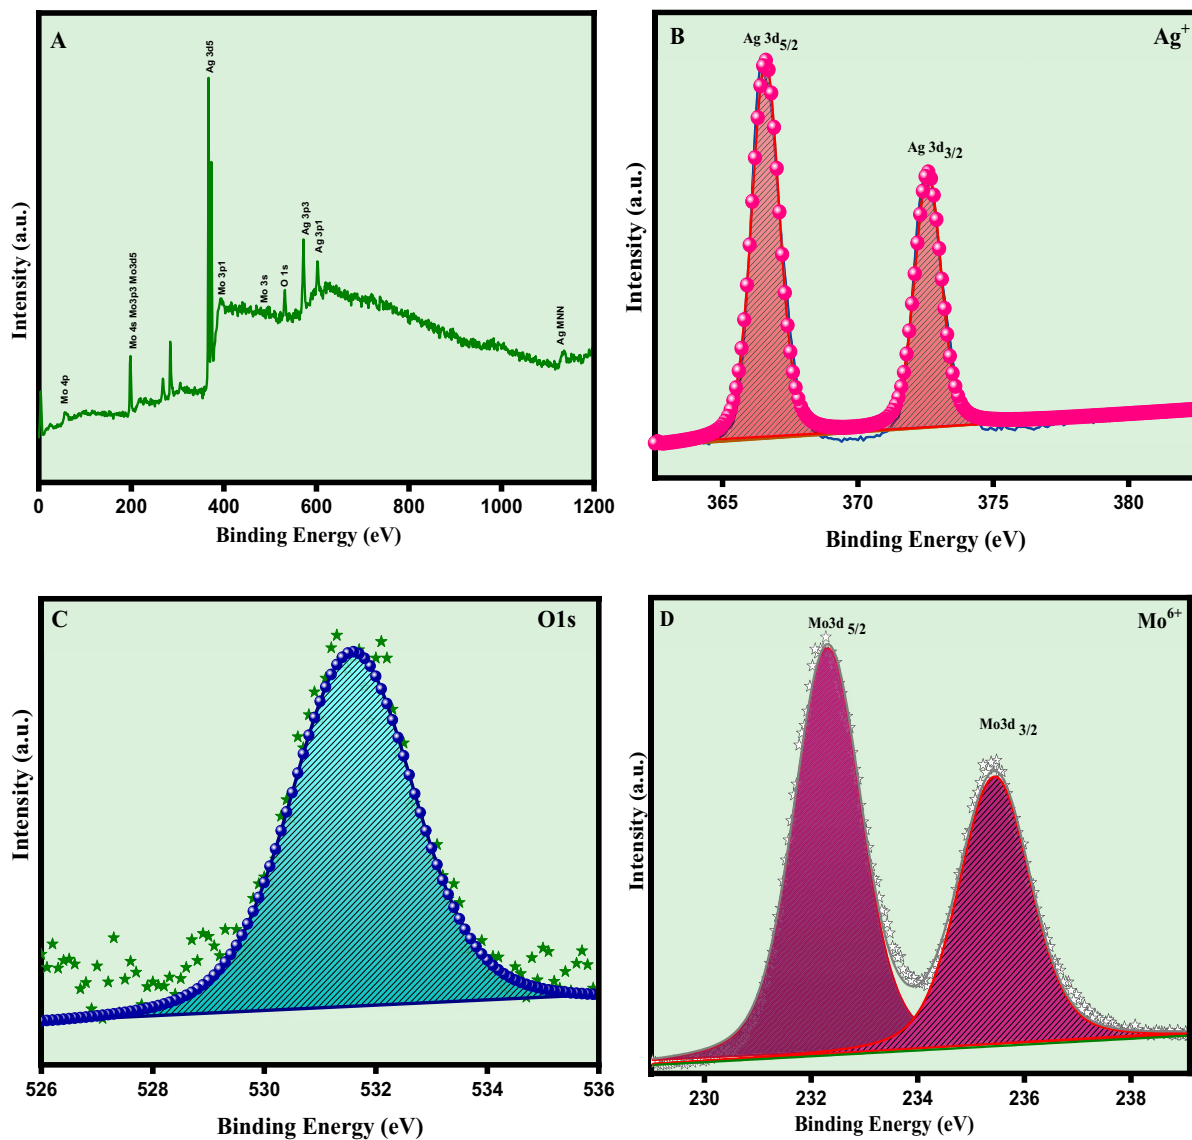 A
Intensity (a.u.)
Mo 4p
Mo 4s Mo3p3 Mo3d5
Ag 3d5
Mo 3p1
Mo 3s
O 1s
Ag 3p3
Ag 3p1
Ag MNN
0 200 400 600 800 1000 1200
Binding Energy (eV)
B
Ag⁺
Intensity (a.u.)
Ag 3d5/2
Ag 3d3/2
365 370 375 380
Binding Energy (eV)
C
O1s
Intensity (a.u.)
526 528 530 532 534 536
Binding Energy (eV)
D
Mo⁶⁺
Intensity (a.u.)
Mo3d 5/2
Mo3d 3/2
230 232 234 236 238
Binding Energy (eV)